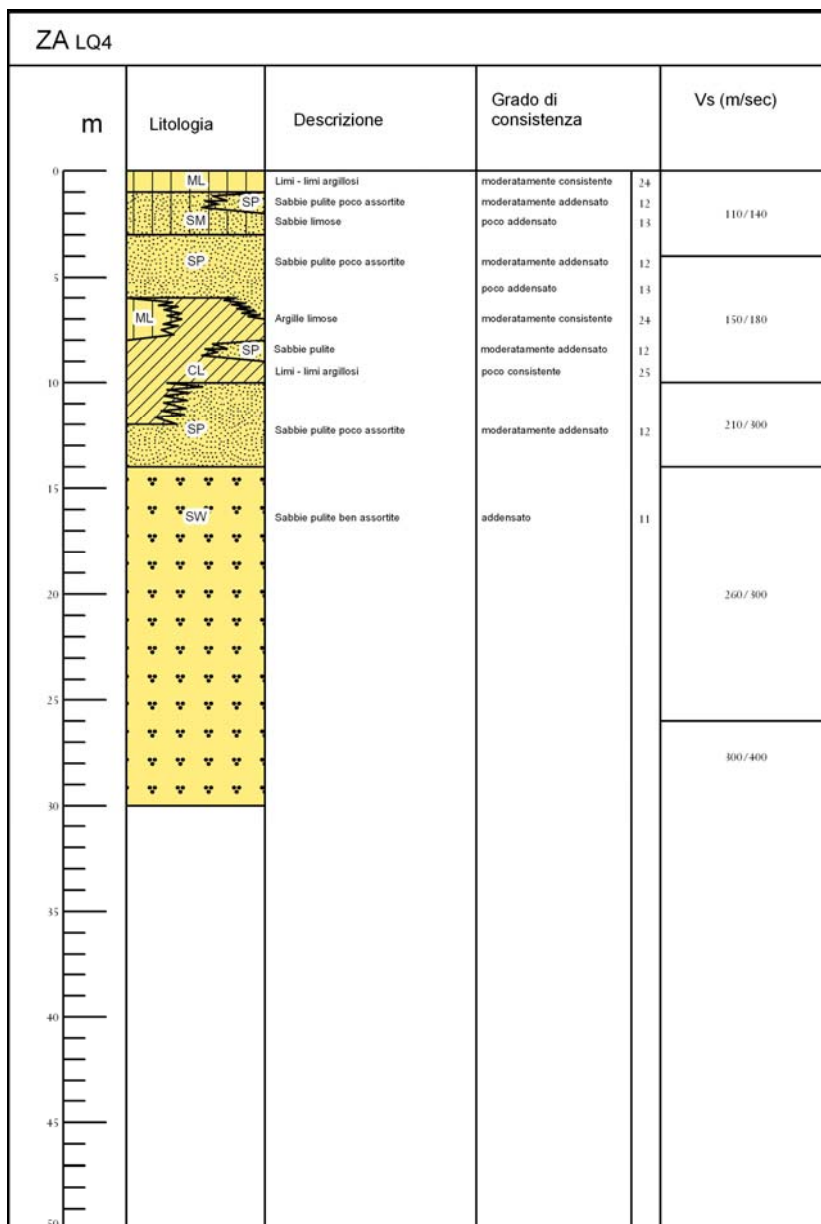 ZA LQ4
m
Litologia
Descrizione
Grado di
consistenza
Vs (m/sec)
0
ML
Limi - limi argillosi
moderatamente consistente
24
SP
Sabbie pulite poco assortite
moderatamente addensato
12
SM
Sabbie limose
poco addensato
13
110/140
SP
Sabbie pulite poco assortite
moderatamente addensato
12
5
poco addensato
13
ML
Argille limose
moderatamente consistente
24
150/180
SP
Sabbie pulite
moderatamente addensato
12
CL
Limi - limi argillosi
poco consistente
25
10
SP
Sabbie pulite poco assortite
moderatamente addensato
12
210/300
15
SW
Sabbie pulite ben assortite
addensato
11
20
260/300
25
300/400
30
35
40
45
50